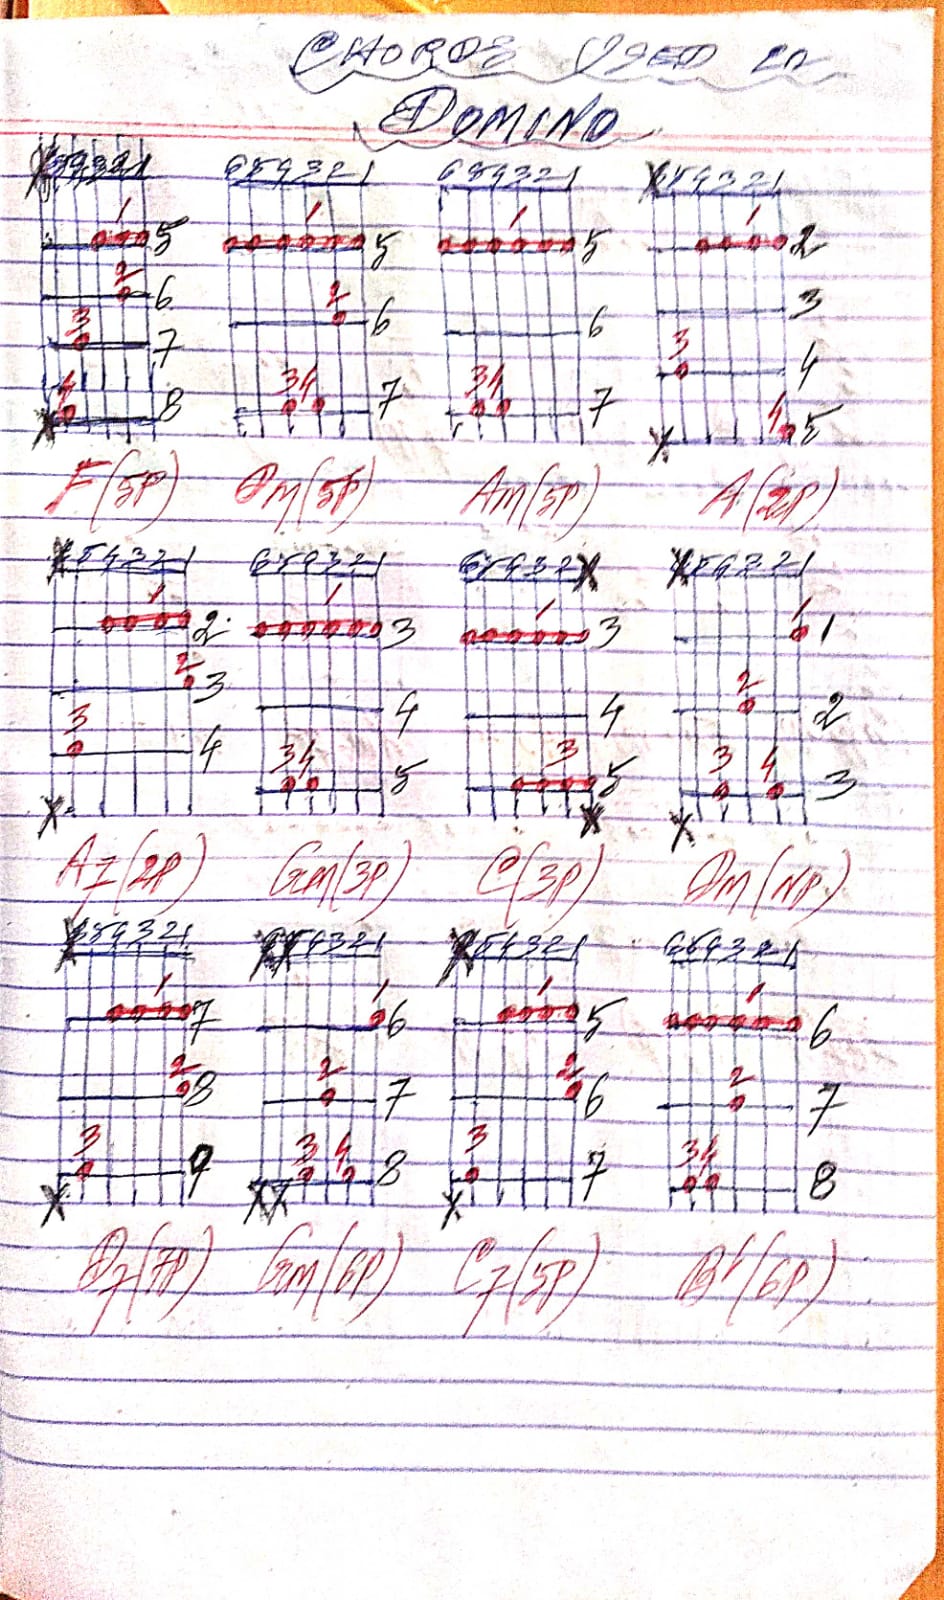 CHORDS USED IN
DOMINO
X54321 654321 654321 X54321
1 5 1 5 1 5 1 2
2 6 2 6 6 3
3 7 34 7 34 7 3 4
4 8 4 5
X X
F(5P) Dm(5P) Am(5P) A(2P)
X54321 654321 65432X X54321
1 2 1 3 1 3 1 1
2 3 4 4 2 2
3 4 34 5 3 5 3 4 3
X X X
A7(2P) Gm(3P) C(3P) Dm(NP)
X54321 XX4321 X54321 654321
1 7 1 6 1 5 1 6
2 8 2 7 2 6 2 7
3 9 3 4 8 3 7 34 8
X XX X
D7(7P) Gm(6P) C7(5P) Bb(6P)